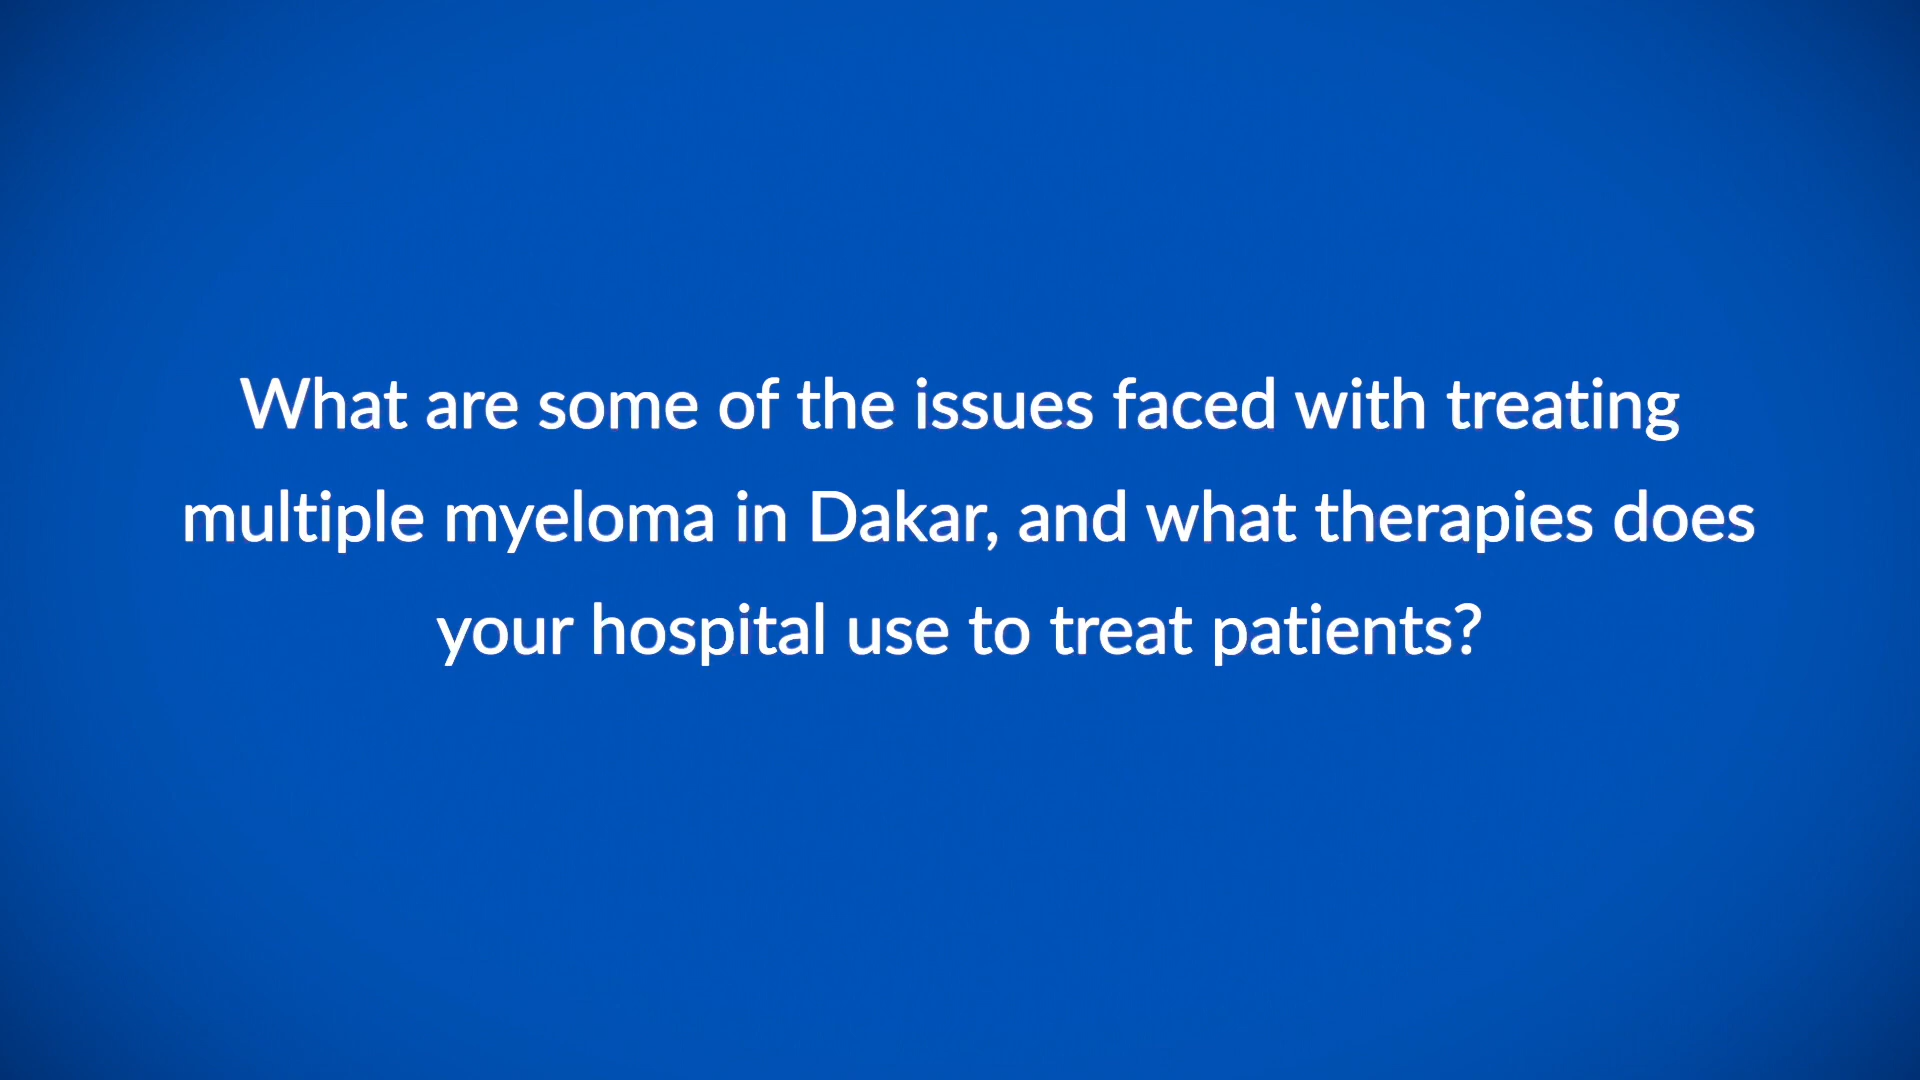 What are some of the issues faced with treating
multiple myeloma in Dakar, and what therapies does
your hospital use to treat patients?